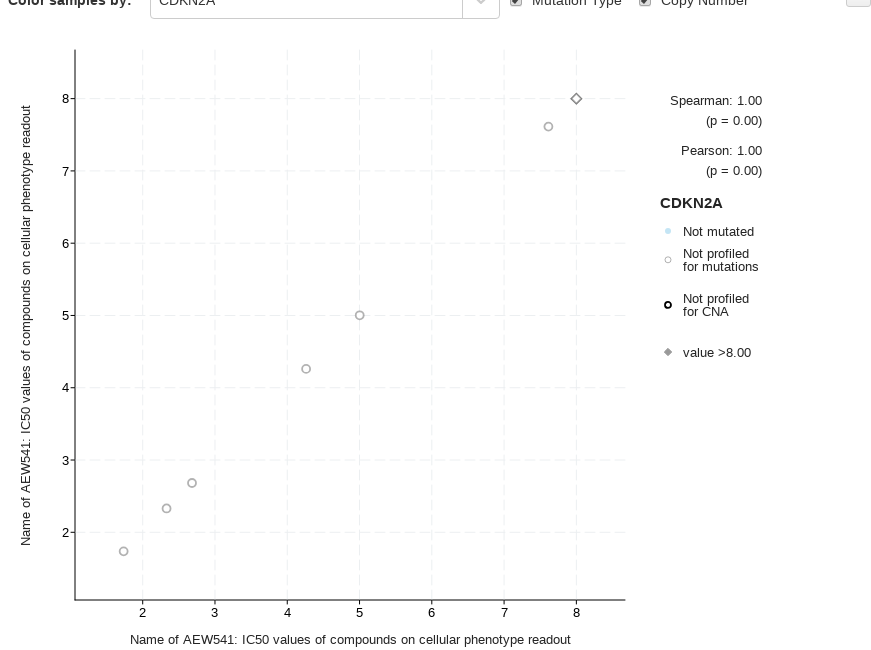 Color samples by:
CDKN2A
Mutation Type
Copy Number
8
7
6
5
4
3
2
2
3
4
5
6
7
8
Name of AEW541: IC50 values of compounds on cellular phenotype readout
Name of AEW541: IC50 values of compounds on cellular phenotype readout
Spearman: 1.00
(p = 0.00)
Pearson: 1.00
(p = 0.00)
CDKN2A
Not mutated
Not profiled
for mutations
Not profiled
for CNA
value >8.00